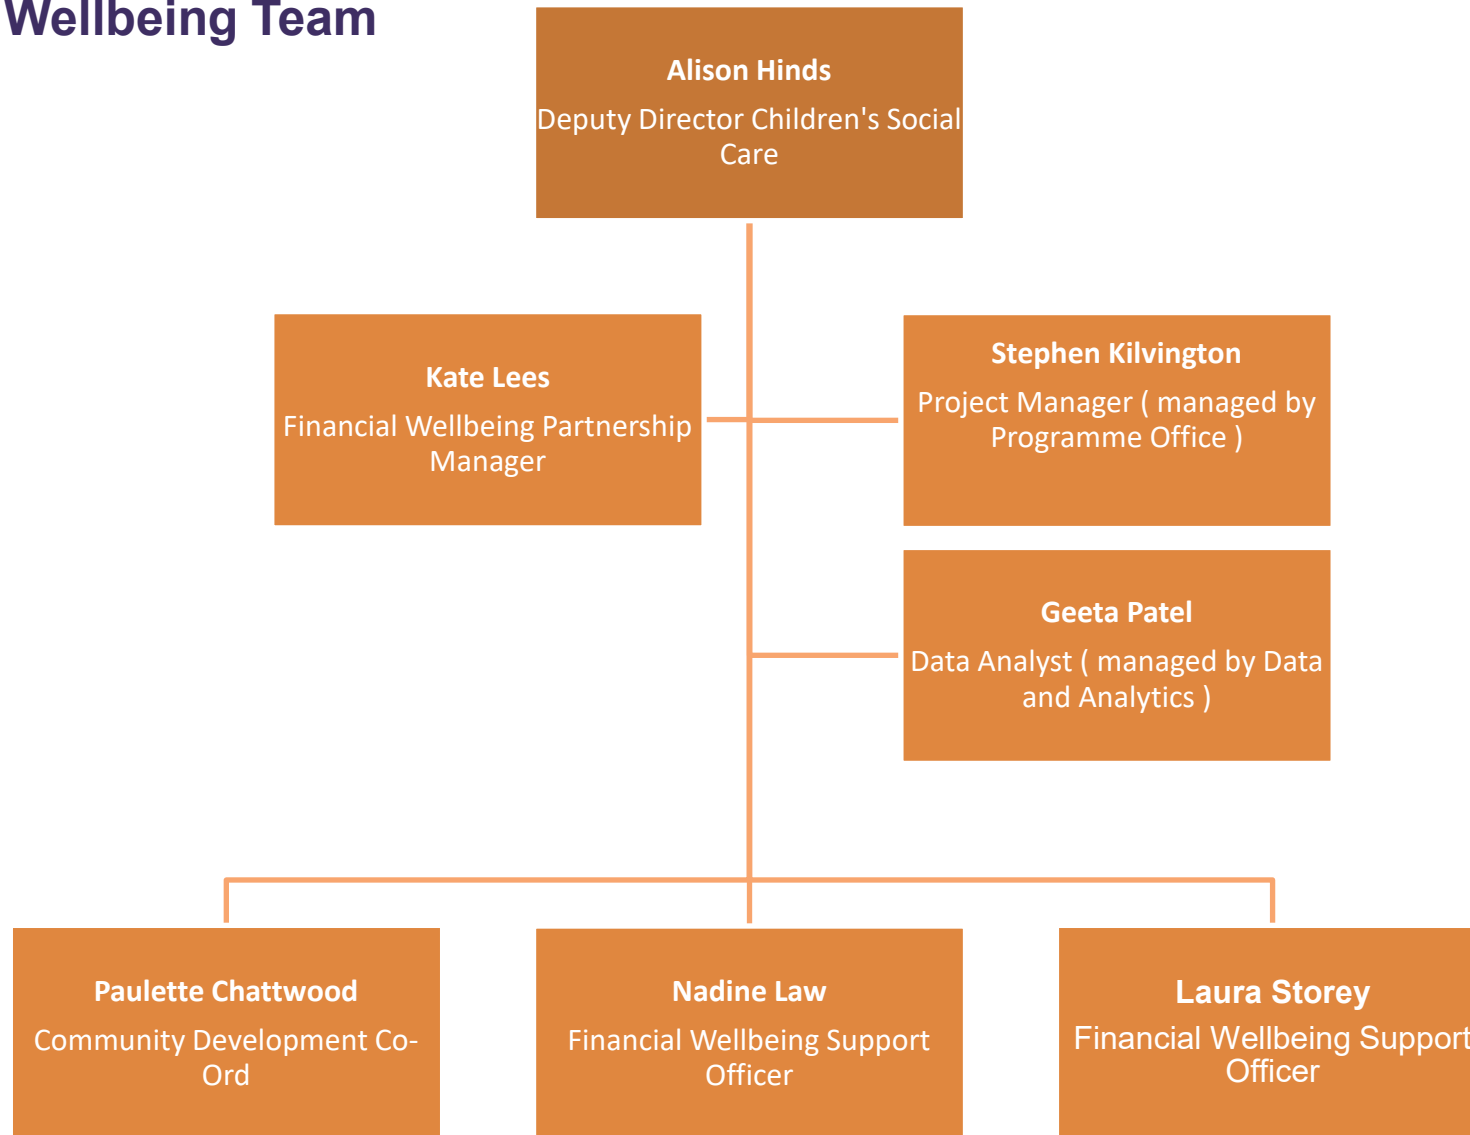 Wellbeing Team
Alison Hinds
Deputy Director Children's Social
Care
Kate Lees
Financial Wellbeing Partnership
Manager
Stephen Kilvington
Project Manager ( managed by
Programme Office )
Geeta Patel
Data Analyst ( managed by Data
and Analytics )
Paulette Chattwood
Community Development Co-
Ord
Nadine Law
Financial Wellbeing Support
Officer
Laura Storey
Financial Wellbeing Support
Officer